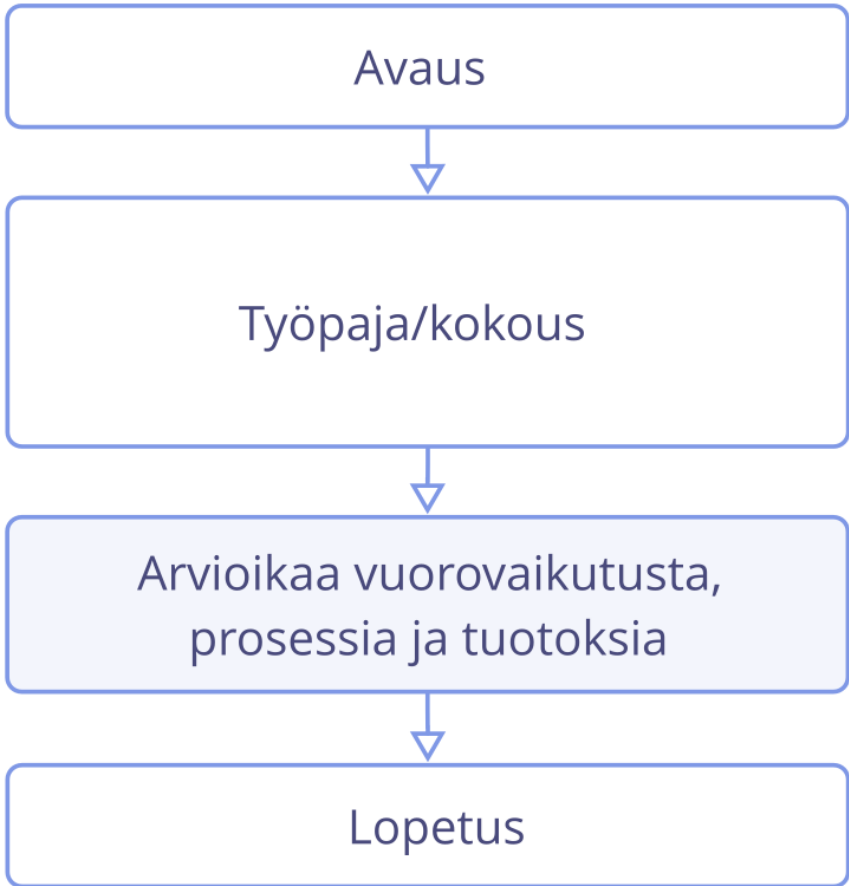 Avaus
Työpaja/kokous
Arvioikaa vuorovaikutusta,
prosessia ja tuotoksia
Lopetus